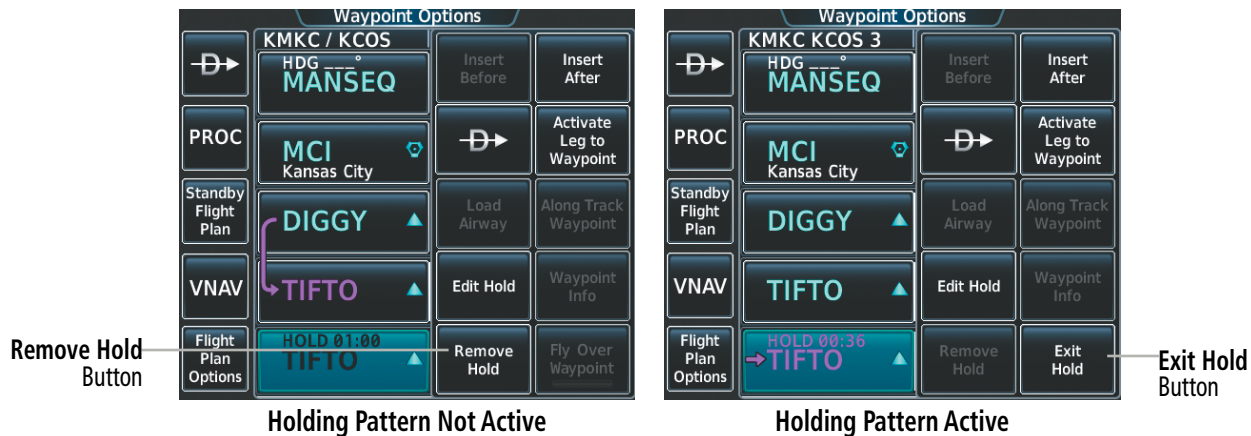 Waypoint Options
KMKC / KCOS
HDG ___°
MANSEQ
Insert
Before
Insert
After
D
PROC
MCI
Kansas City
D
Activate
Leg to
Waypoint
Standby
Flight
Plan
DIGGY
Load
Airway
Along Track
Waypoint
VNAV
TIFTO
Edit Hold
Waypoint
Info
Flight
Plan
Options
HOLD 01:00
TIFTO
Remove
Hold
Fly Over
Waypoint
Remove Hold
Button
Holding Pattern Not Active
Waypoint Options
KMKC KCOS 3
HDG ___°
MANSEQ
Insert
Before
Insert
After
D
PROC
MCI
Kansas City
D
Activate
Leg to
Waypoint
Standby
Flight
Plan
DIGGY
Load
Airway
Along Track
Waypoint
VNAV
TIFTO
Edit Hold
Waypoint
Info
Flight
Plan
Options
HOLD 00:36
TIFTO
Remove
Hold
Exit
Hold
Exit Hold
Button
Holding Pattern Active